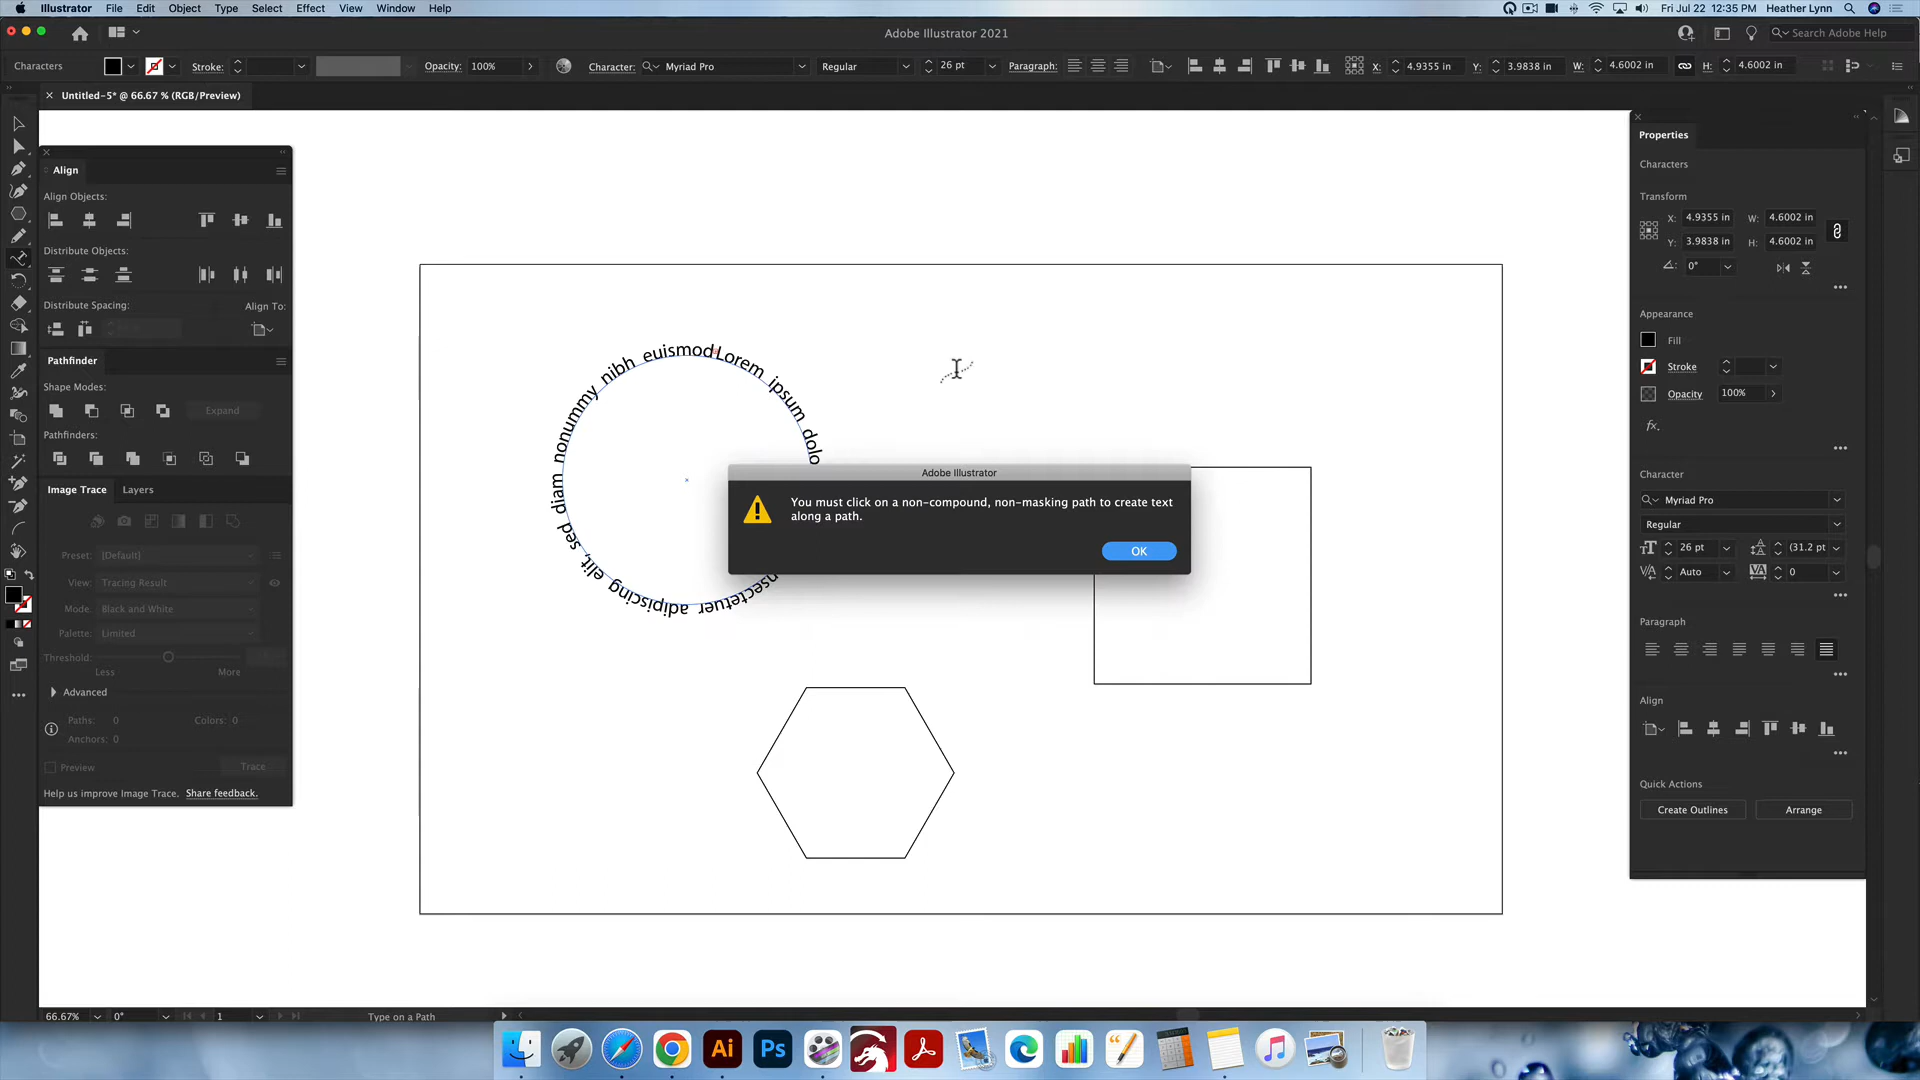 Illustrator File Edit Object Type Select Effect View Window Help
Fri Jul 22 12:35 PM Heather Lynn
Adobe Illustrator 2021
Search Adobe Help
Characters Stroke: Opacity: 100% Character: Myriad Pro Regular 26 pt Paragraph: X: 4.9355 in Y: 3.9838 in W: 4.6002 in H: 4.6002 in
Untitled-5* @ 66.67 % (RGB/Preview)
Align
Align Objects:
Distribute Objects:
Distribute Spacing:
Align To:
Pathfinder
Shape Modes:
Expand
Pathfinders:
Image Trace Layers
Preset: [Default]
View: Tracing Result
Mode: Black and White
Palette: Limited
Threshold:
Less More
Advanced
Paths: 0 Colors: 0
Anchors: 0
Preview Trace
Help us improve Image Trace. Share feedback.
Lorem ipsum dolo
nsectetuer adipiscing elit, sed diam nonummy nibh euismod
Adobe Illustrator
You must click on a non-compound, non-masking path to create text
along a path.
OK
Properties
Characters
Transform
X: 4.9355 in W: 4.6002 in
Y: 3.9838 in H: 4.6002 in
0°
Appearance
Fill
Stroke
Opacity 100%
fx.
Character
Myriad Pro
Regular
26 pt (31.2 pt
Auto 0
Paragraph
Align
Quick Actions
Create Outlines Arrange
66.67% 0° 1 Type on a Path
Ai Ps